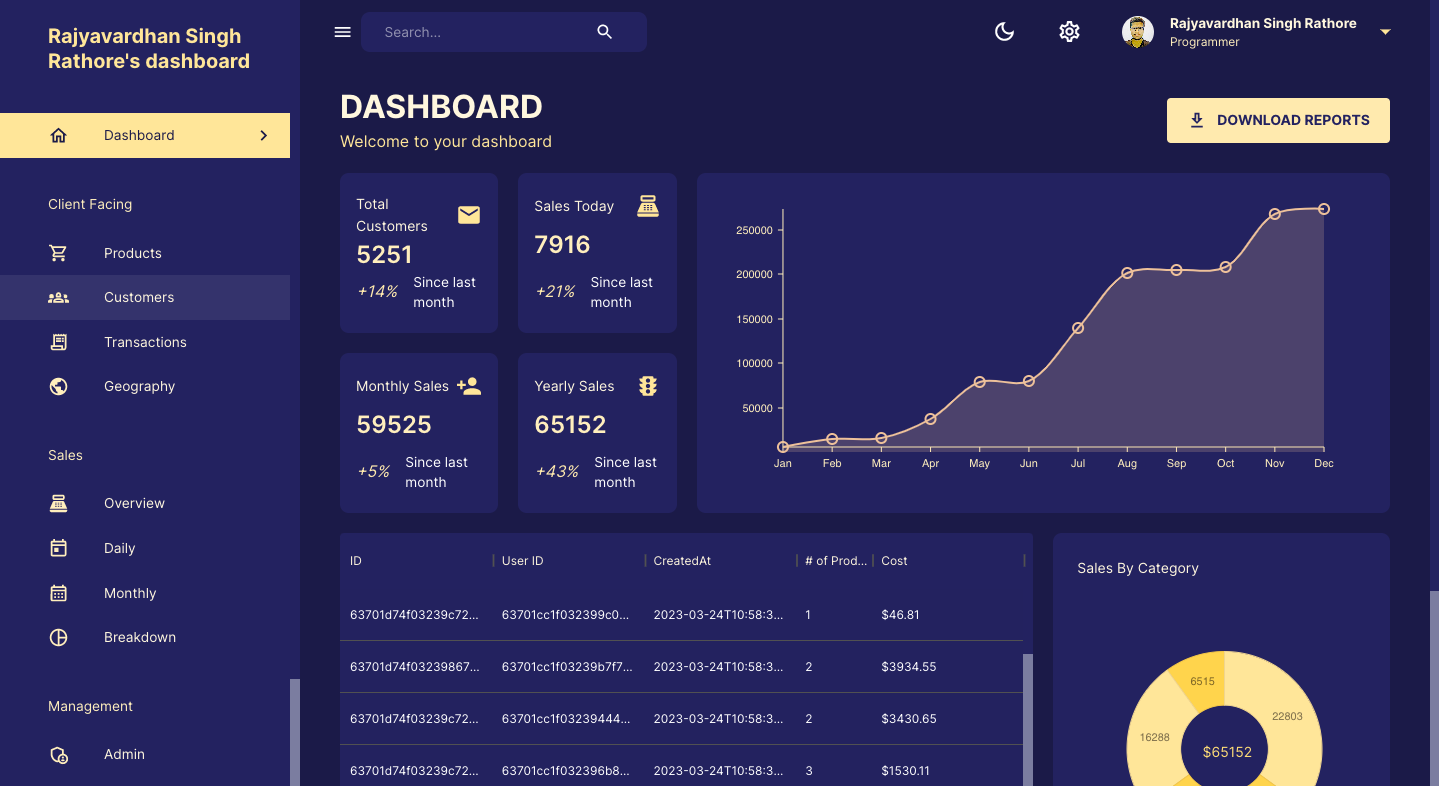 Rajyavardhan Singh
Rathore's dashboard
Dashboard
Client Facing
Products
Customers
Transactions
Geography
Sales
Overview
Daily
Monthly
Breakdown
Management
Admin
Search...
Rajyavardhan Singh Rathore
Programmer
DASHBOARD
Welcome to your dashboard
DOWNLOAD REPORTS
Total
Customers
5251
+14%
Since last
month
Sales Today
7916
+21%
Since last
month
Monthly Sales
59525
+5%
Since last
month
Yearly Sales
65152
+43%
Since last
month
250000
200000
150000
100000
50000
Jan Feb Mar Apr May Jun Jul Aug Sep Oct Nov Dec
ID User ID CreatedAt # of Prod... Cost
63701d74f03239c72... 63701cc1f032399c0... 2023-03-24T10:58:3... 1 $46.81
63701d74f03239867... 63701cc1f03239b7f7... 2023-03-24T10:58:3... 2 $3934.55
63701d74f03239c72... 63701cc1f03239444... 2023-03-24T10:58:3... 2 $3430.65
63701d74f03239c72... 63701cc1f032396b8... 2023-03-24T10:58:3... 3 $1530.11
Sales By Category
6515
22803
16288
$65152